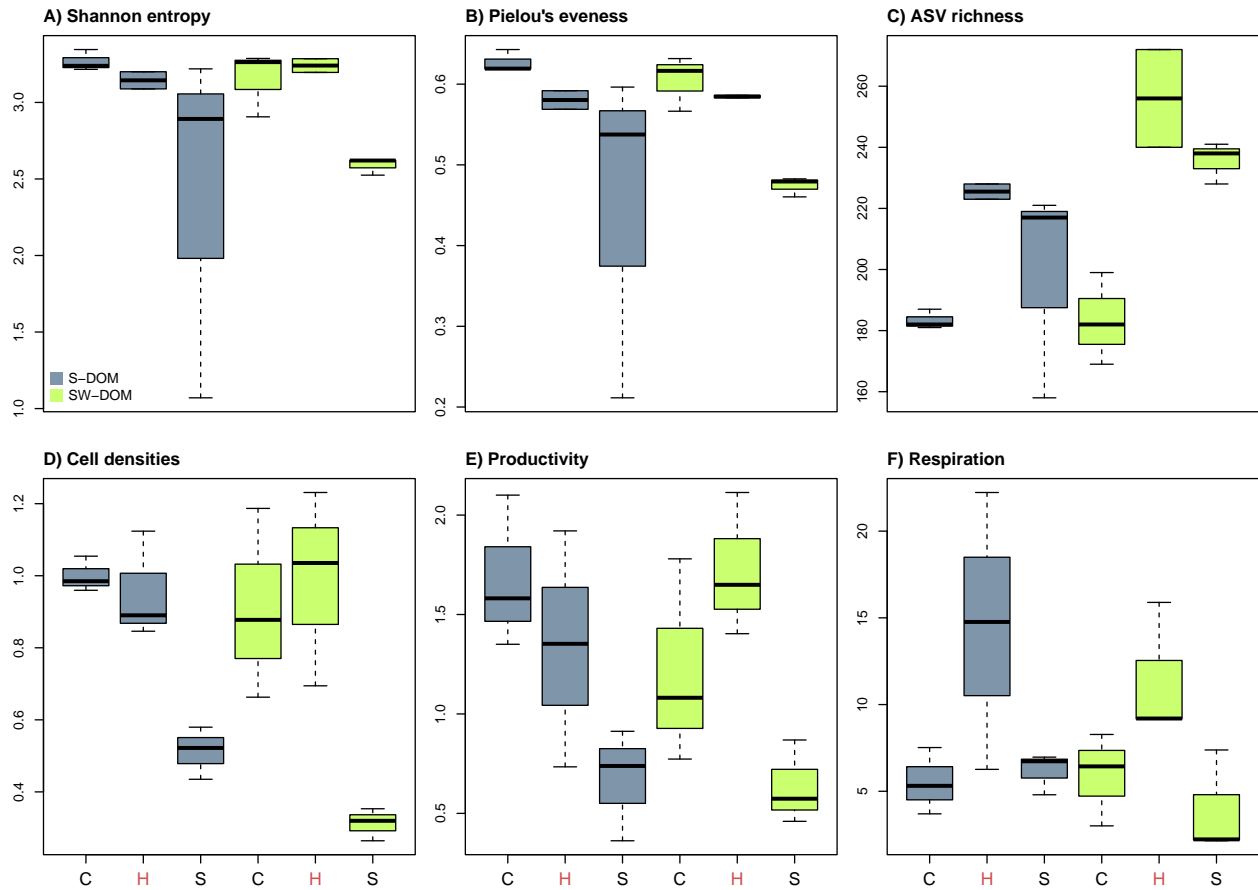 A) Shannon entropy
1.0 1.5 2.0 2.5 3.0
S-DOM
SW-DOM
B) Pielou's eveness
0.2 0.3 0.4 0.5 0.6
C) ASV richness
160 180 200 220 240 260
D) Cell densities
0.4 0.6 0.8 1.0 1.2
C H S C H S
E) Productivity
0.5 1.0 1.5 2.0
C H S C H S
F) Respiration
5 10 15 20
C H S C H S